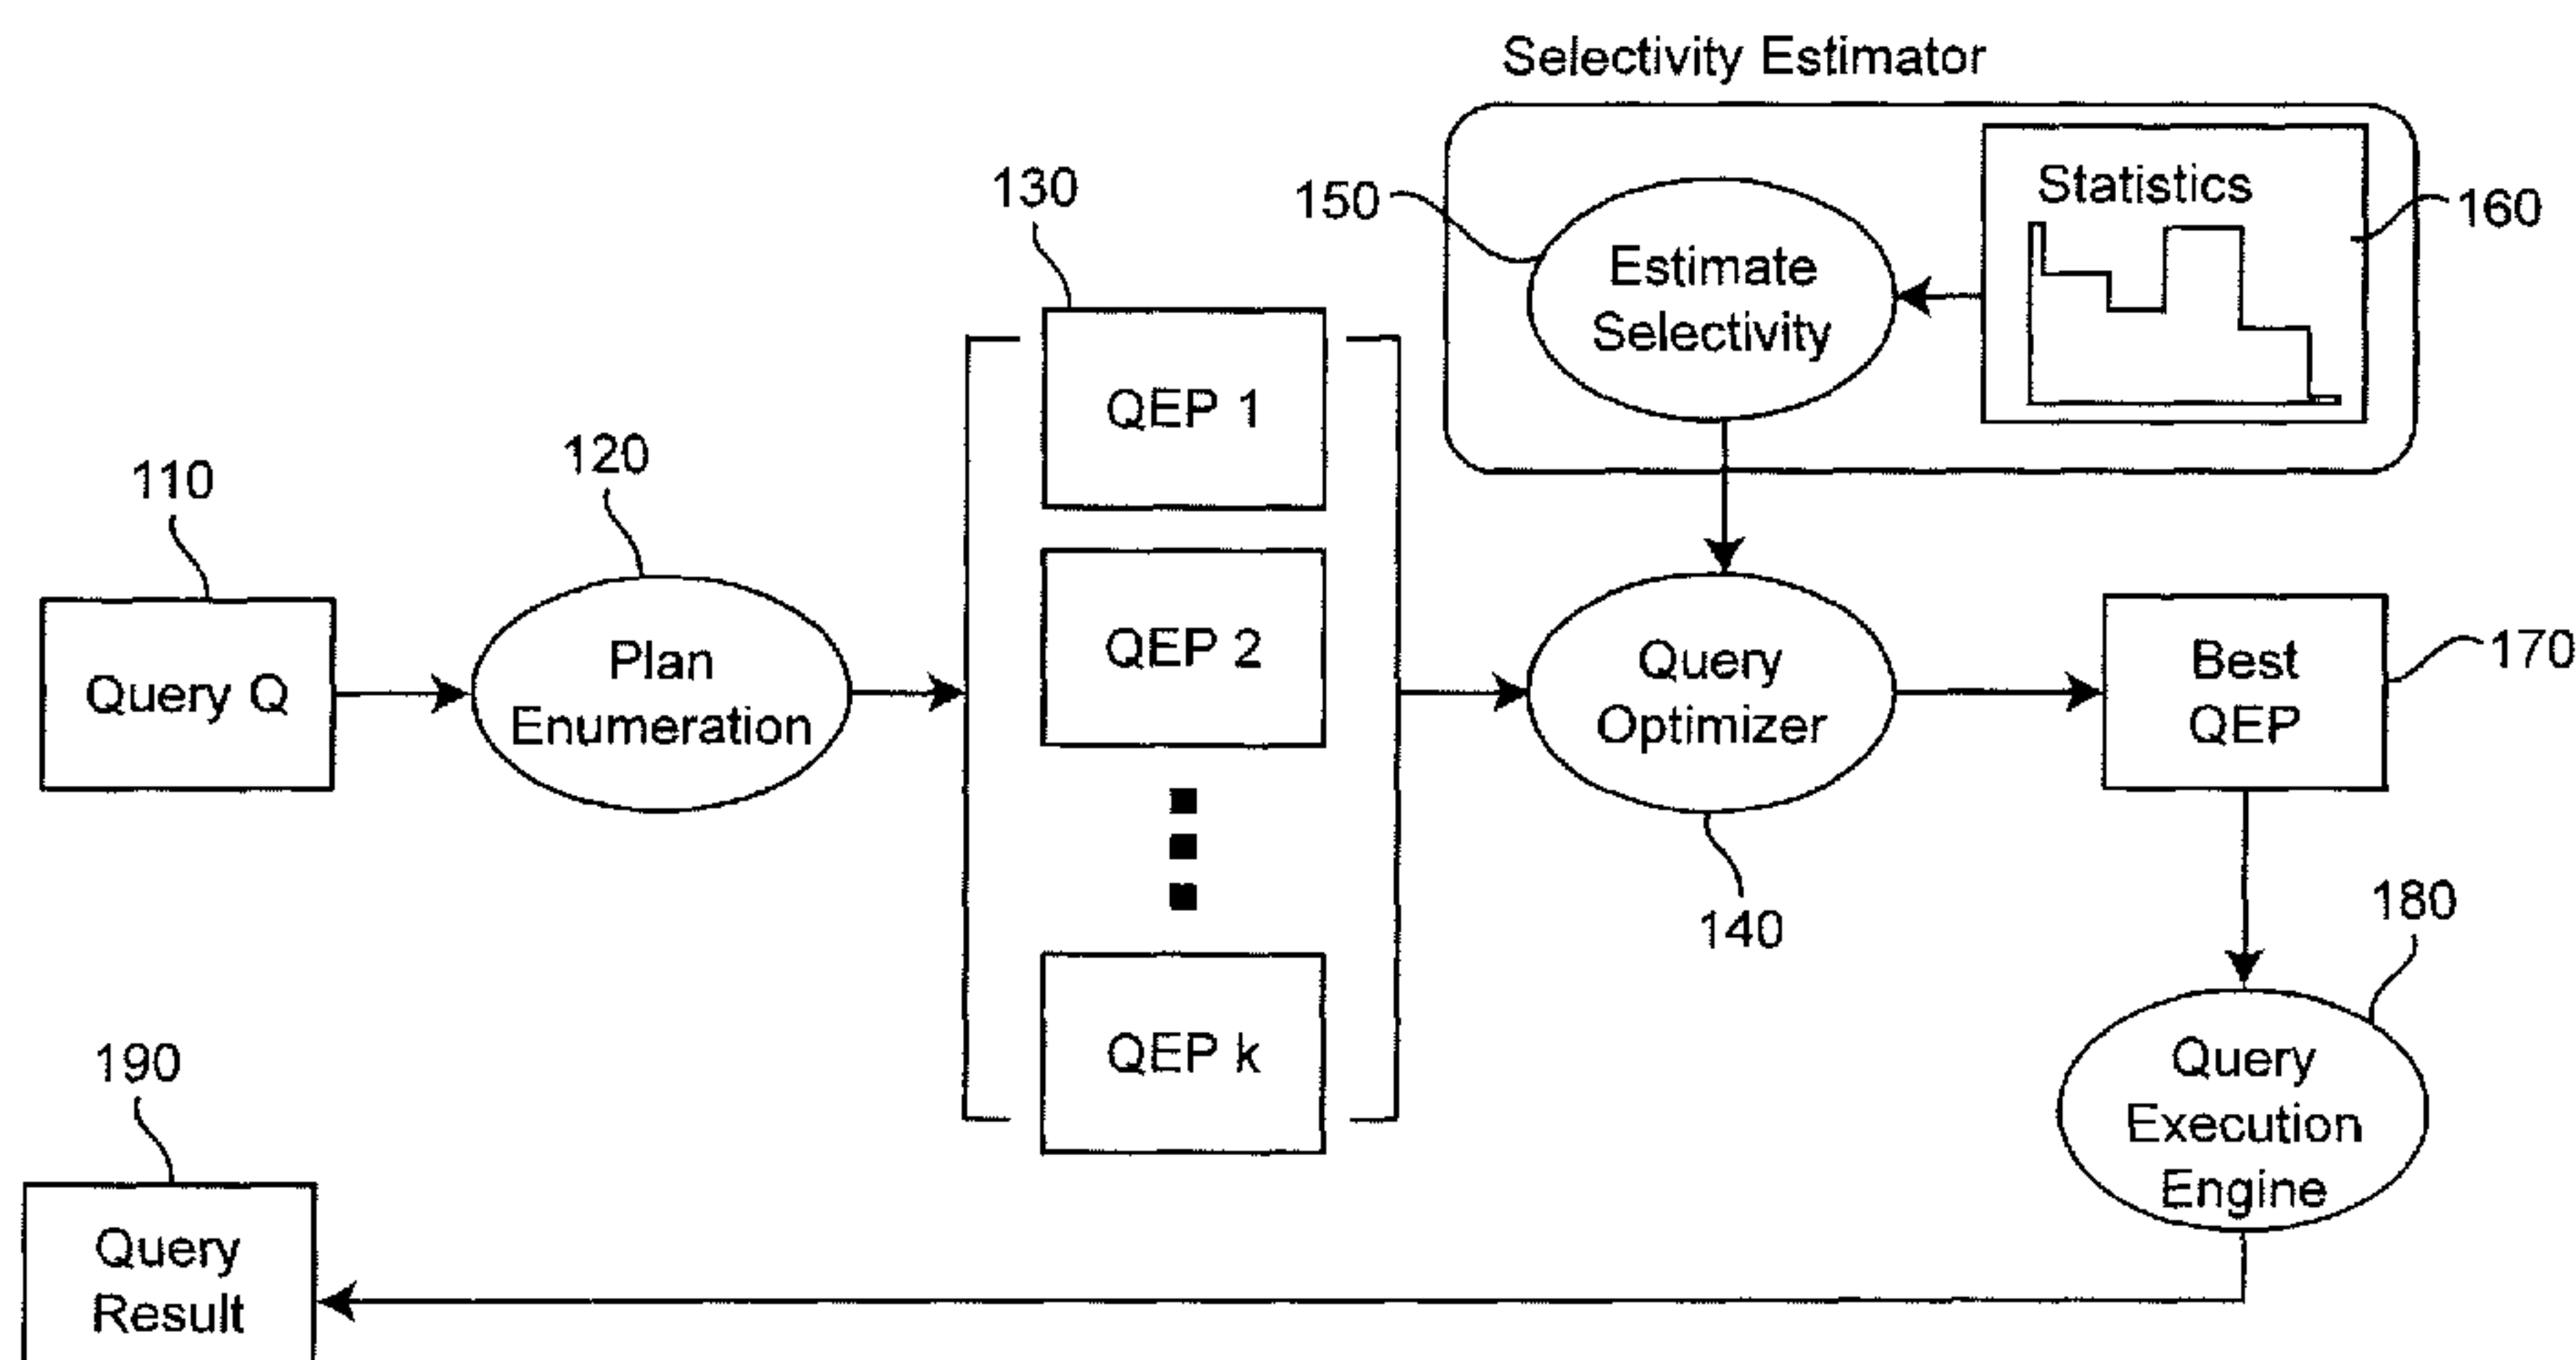 Selectivity Estimator
130
150
Statistics
160
Estimate
Selectivity
QEP 1
110
120
Query Q
Plan
Enumeration
QEP 2
Query
Optimizer
Best
QEP
170
140
180
QEP k
Query
Execution
Engine
190
Query
Result